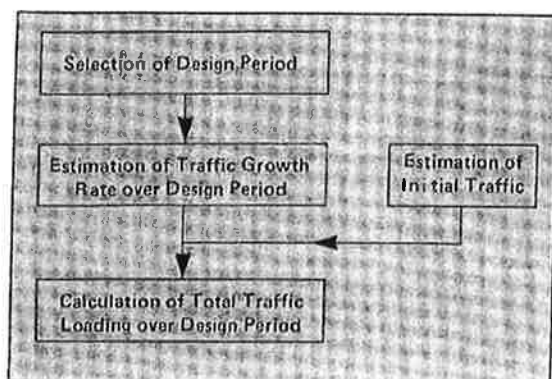 Selection of Design Period
Estimation of Traffic Growth
Rate over Design Period
Estimation of
Initial Traffic
Calculation of Total Traffic
Loading over Design Period